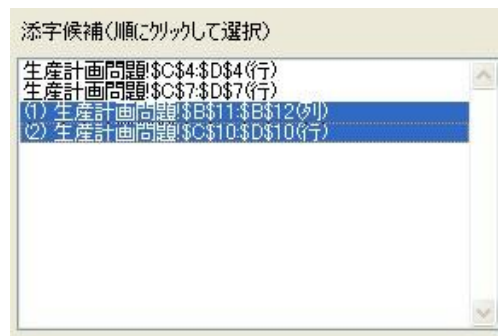 添字候補(順にクリックして選択)
生産計画問題!$C$4:$D$4(行)
生産計画問題!$C$7:$D$7(行)
(1) 生産計画問題!$B$11:$B$12(列)
(2) 生産計画問題!$C$10:$D$10(行)